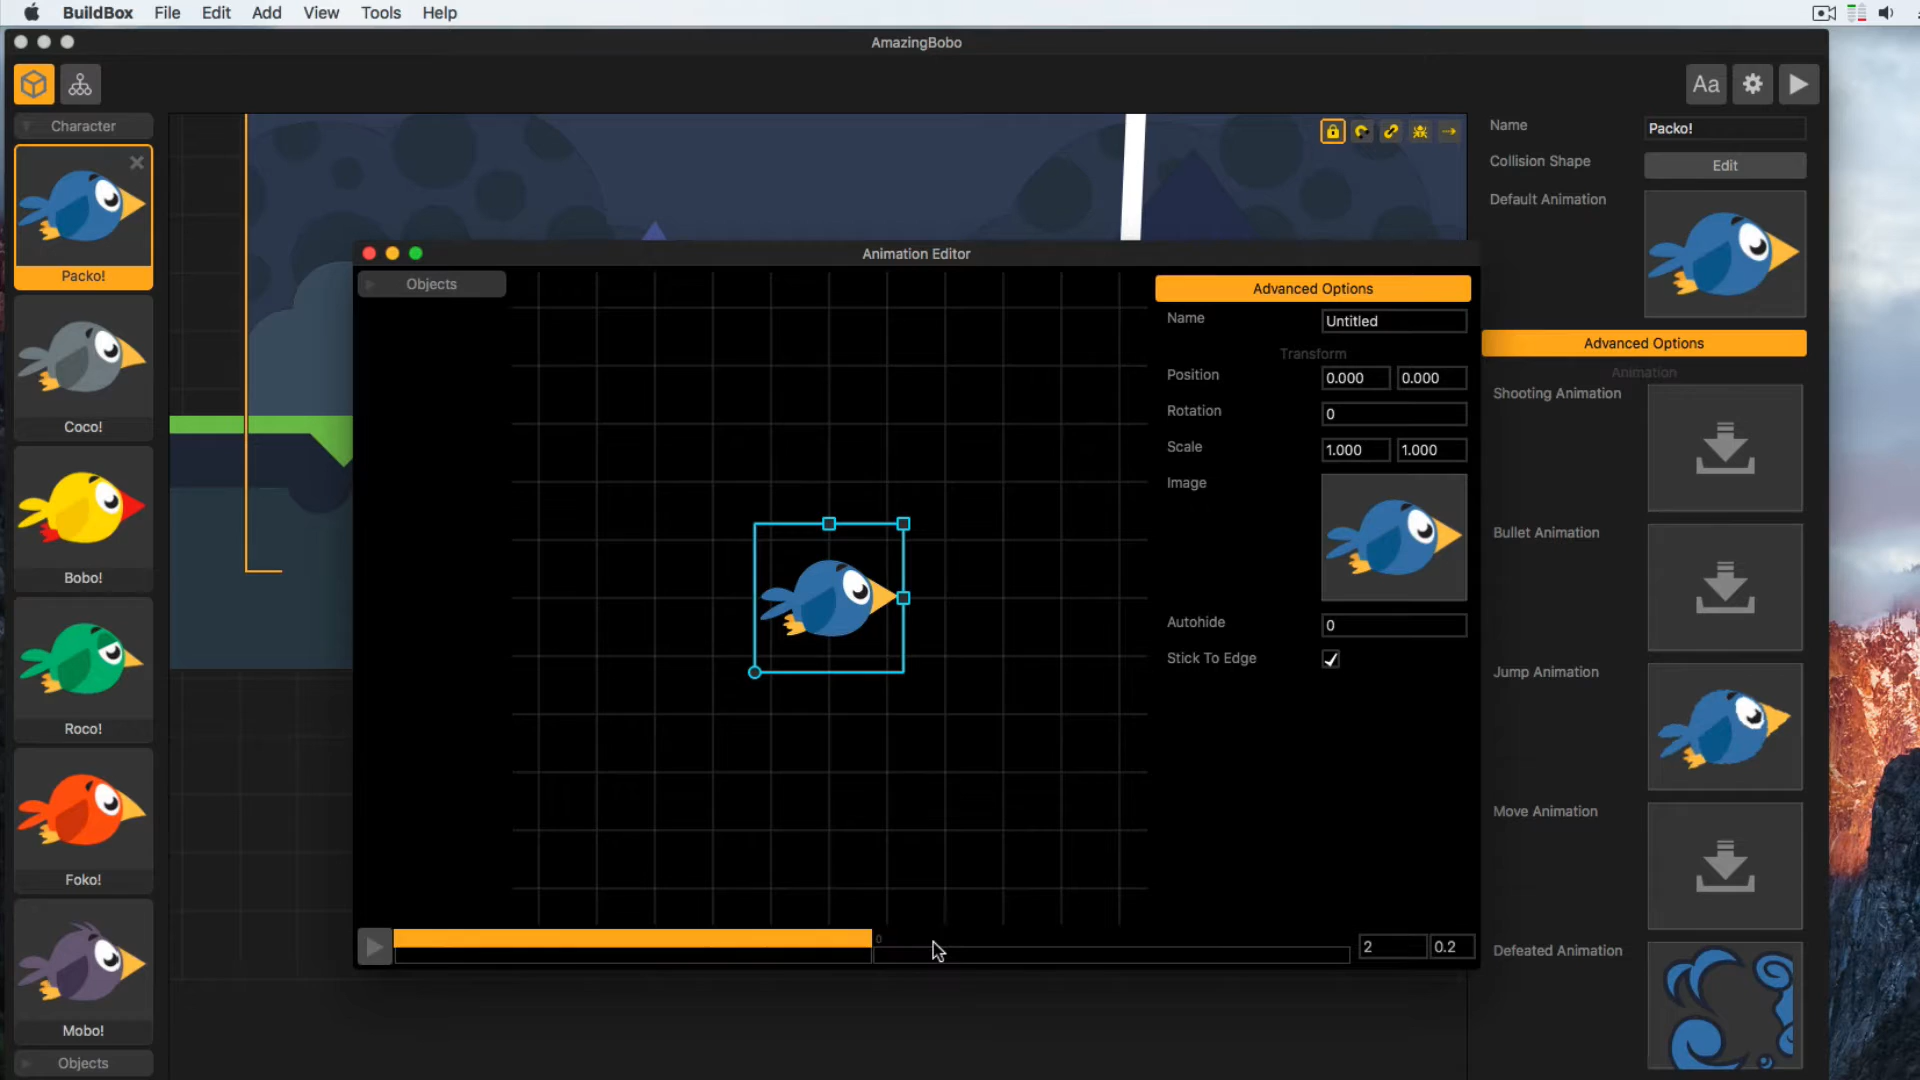 BuildBox File Edit Add View Tools Help
AmazingBobo
Aa
Character
Packo!
Coco!
Bobo!
Roco!
Foko!
Mobo!
Objects
Animation Editor
Objects
Advanced Options
Name Untitled
Transform
Position 0.000 0.000
Rotation 0
Scale 1.000 1.000
Image
Autohide 0
Stick To Edge
0
2 0.2
Name Packo!
Collision Shape Edit
Default Animation
Advanced Options
Animation
Shooting Animation
Bullet Animation
Jump Animation
Move Animation
Defeated Animation